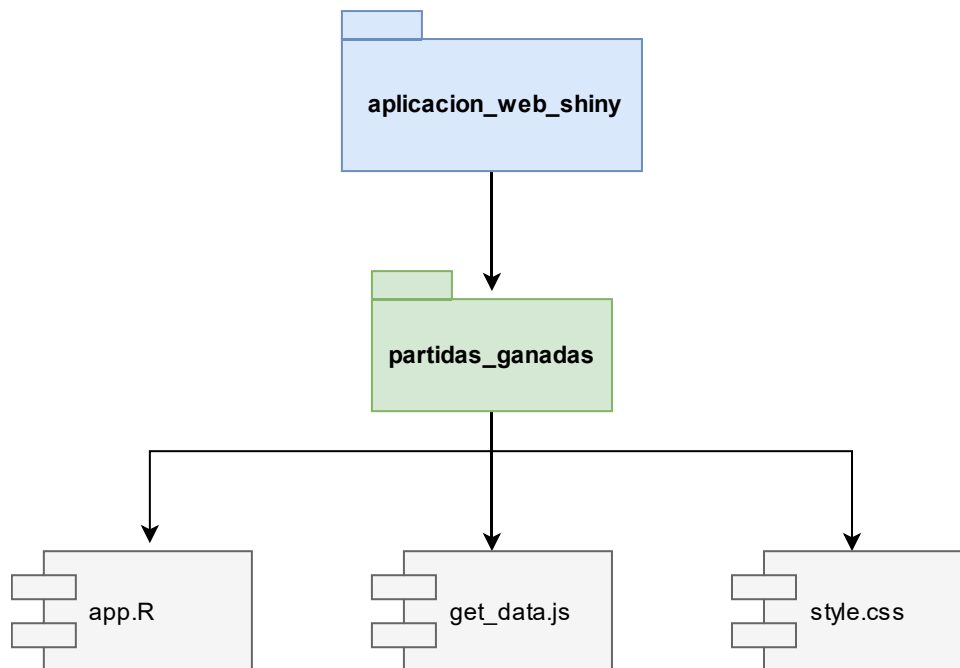 aplicacion_web_shiny
partidas_ganadas
app.R
get_data.js
style.css